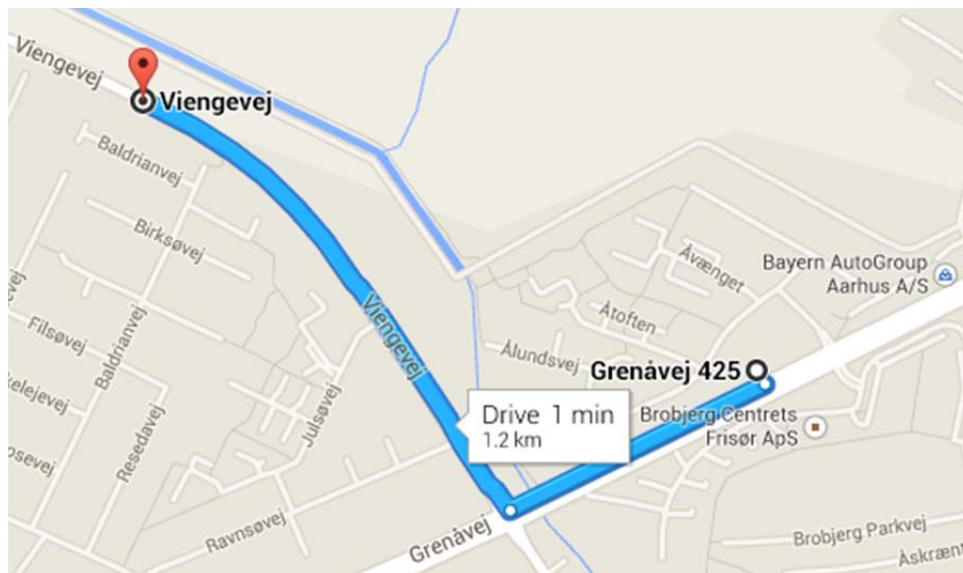 Viengevej
Viengevej
Baldrianvej
Birksøvej
Åvænget
Bayern AutoGroup
Aarhus A/S
Viengevej
Åtoften
Filsøvej
Baldrianvej
Ålundsvej
Grenåvej 425
Julsøvej
Drive 1 min
1.2 km
Brobjerg Centrets
Frisør ApS
Resedavej
Ravnsøvej
Grenåvej
Brobjerg Parkvej